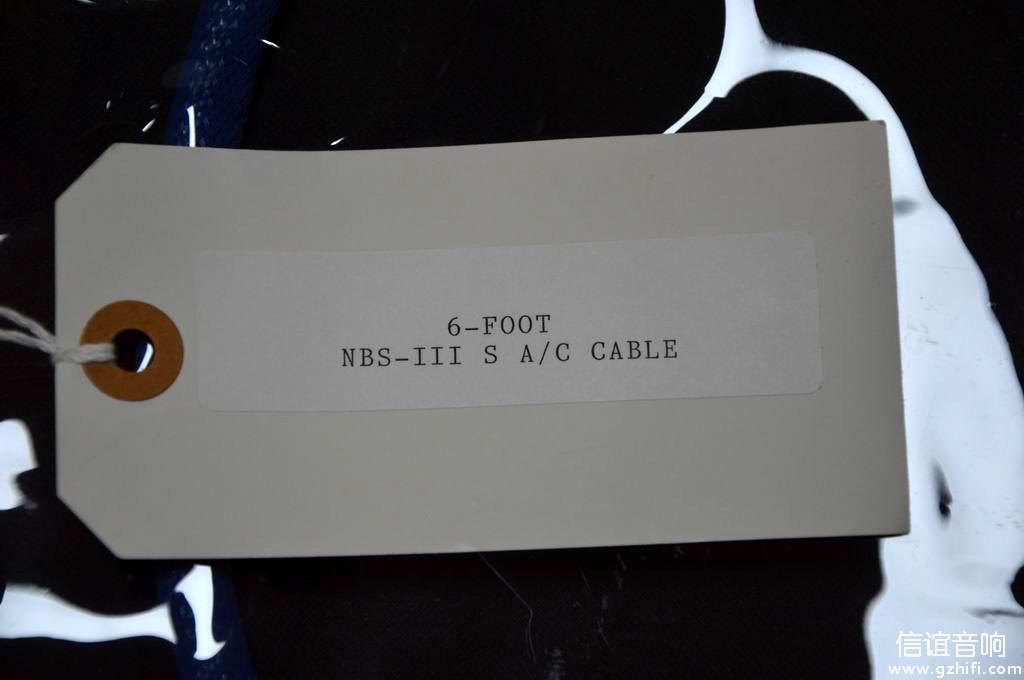 6-FOOT
NBS-III S A/C CABLE
信谊音响
www.gzhifi.com